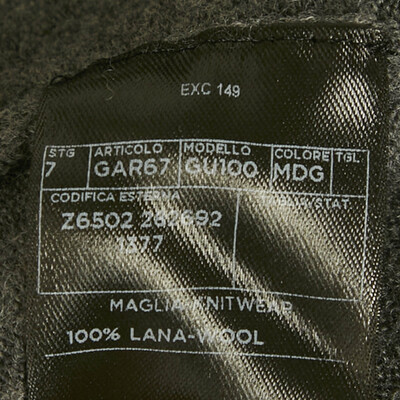 EXC 149
STG ARTICOLO MODELLO COLORE TGL
7 GAR67 GU100 MDG
CODIFICA ESTERNA
Z6502 262692
1377
MAGLIA-KNITWEAR
100% LANA-WOOL